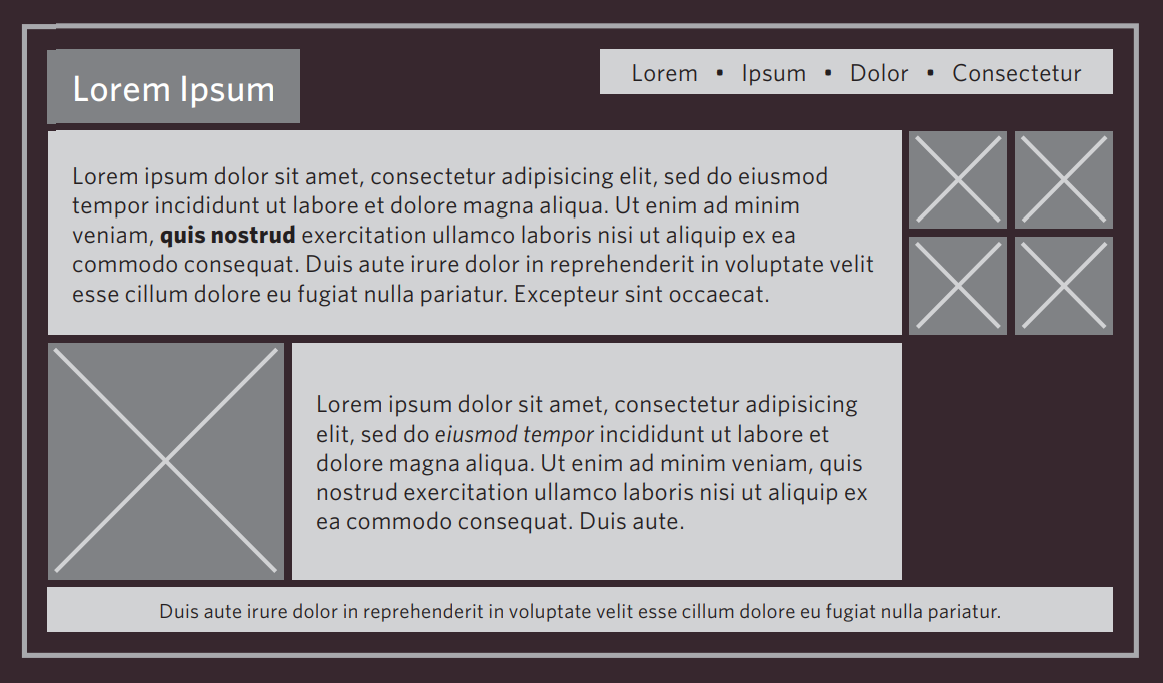 Lorem Ipsum
Lorem • Ipsum • Dolor • Consectetur
Lorem ipsum dolor sit amet, consectetur adipisicing elit, sed do eiusmod
tempor incididunt ut labore et dolore magna aliqua. Ut enim ad minim
veniam, quis nostrud exercitation ullamco laboris nisi ut aliquip ex ea
commodo consequat. Duis aute irure dolor in reprehenderit in voluptate velit
esse cillum dolore eu fugiat nulla pariatur. Excepteur sint occaecat.
Lorem ipsum dolor sit amet, consectetur adipisicing
elit, sed do eiusmod tempor incididunt ut labore et
dolore magna aliqua. Ut enim ad minim veniam, quis
nostrud exercitation ullamco laboris nisi ut aliquip ex
ea commodo consequat. Duis aute.
Duis aute irure dolor in reprehenderit in voluptate velit esse cillum dolore eu fugiat nulla pariatur.